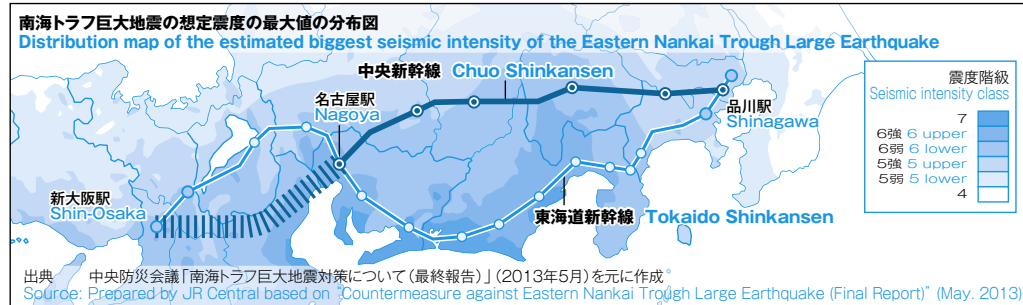 南海トラフ巨大地震の想定震度の最大値の分布図
Distribution map of the estimated biggest seismic intensity of the Eastern Nankai Trough Large Earthquake
中央新幹線 Chuo Shinkansen
名古屋駅
Nagoya
品川駅
Shinagawa
新大阪駅
Shin-Osaka
東海道新幹線 Tokaido Shinkansen
震度階級
Seismic intensity class
7
6強 6 upper
6弱 6 lower
5強 5 upper
5弱 5 lower
4
出典 中央防災会議「南海トラフ巨大地震対策について(最終報告)」(2013年5月)を元に作成
Source: Prepared by JR Central based on “Countermeasure against Eastern Nankai Trough Large Earthquake (Final Report)” (May. 2013)